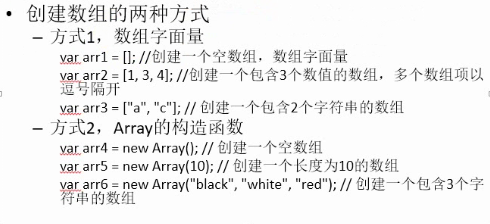 • 创建数组的两种方式
– 方式1，数组字面量
var arr1 = []; //创建一个空数组，数组字面量
var arr2 = [1, 3, 4]; //创建一个包含3个数值的数组，多个数组项以
逗号隔开
var arr3 = ["a", "c"]; // 创建一个包含2个字符串的数组
– 方式2，Array的构造函数
var arr4 = new Array(); // 创建一个空数组
var arr5 = new Array(10); // 创建一个长度为10的数组
var arr6 = new Array("black", "white", "red"); // 创建一个包含3个字
符串的数组